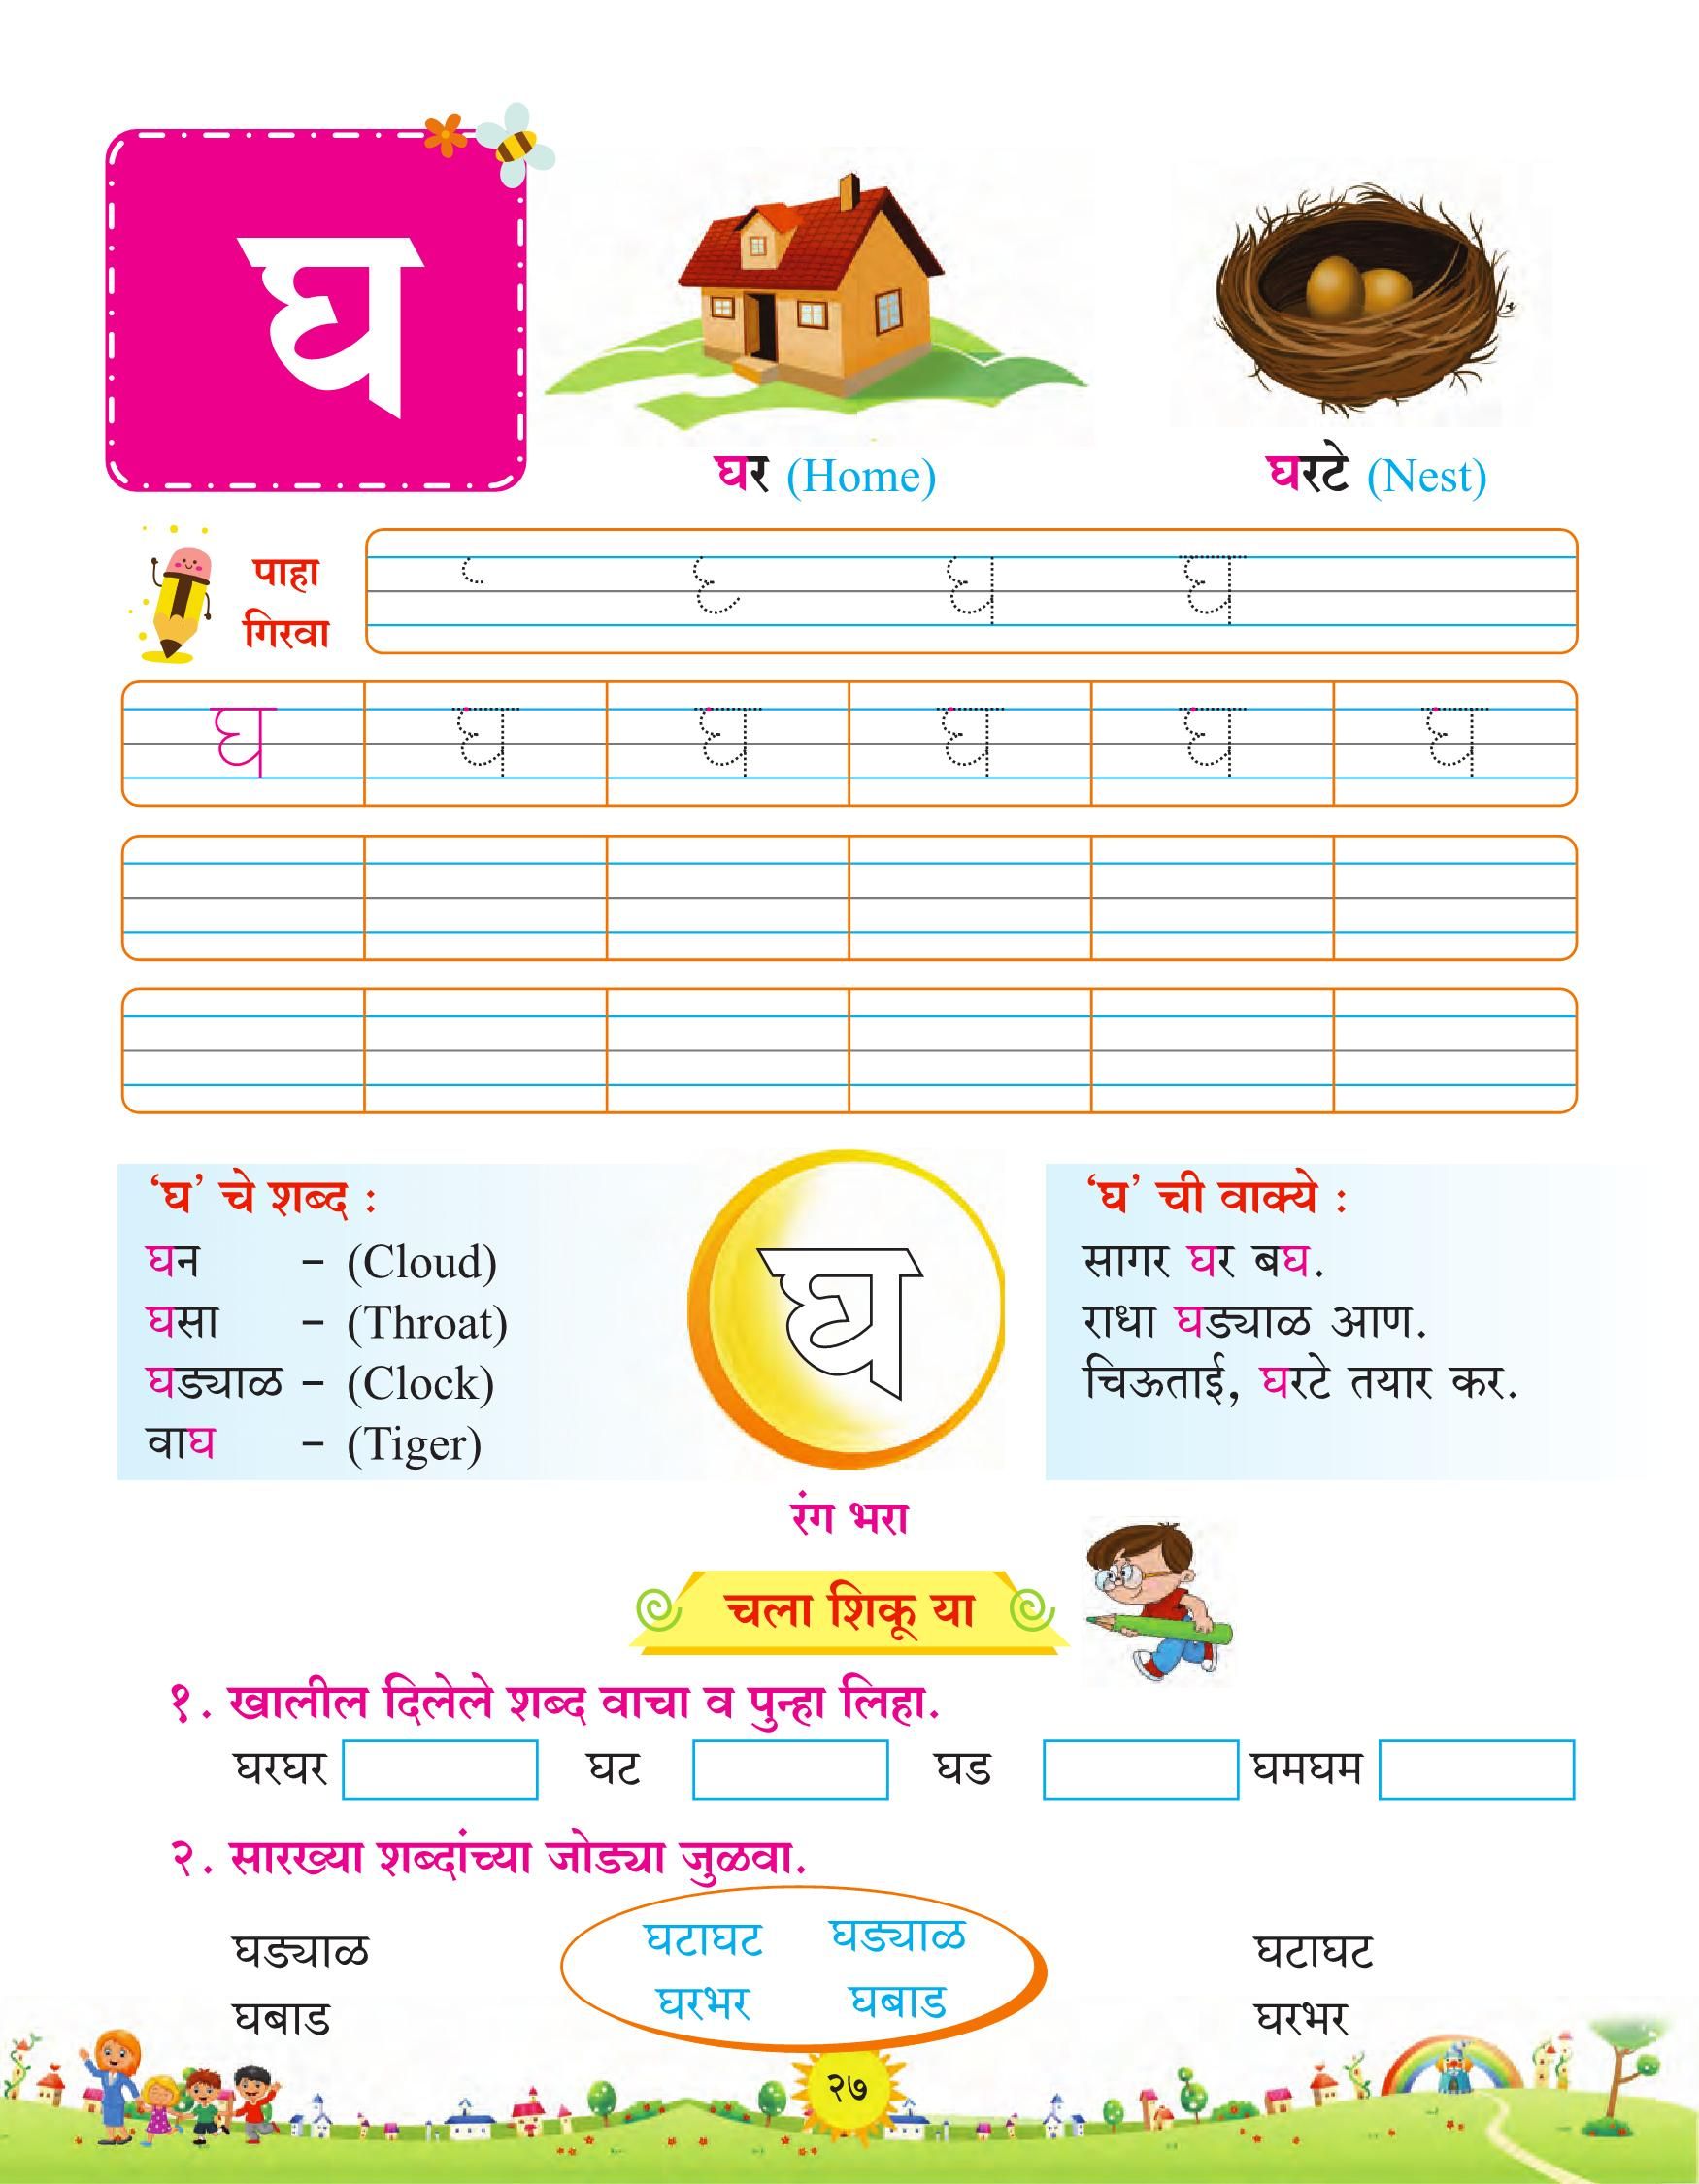 घ
घर (Home)
घरटे (Nest)
पाहा
गिरवा
घ
घ घ घ घ घ घ
‘घ’ चे शब्द :
घन – (Cloud)
घसा – (Throat)
घड्याळ – (Clock)
वाघ – (Tiger)
घ
रंग भरा
‘घ’ ची वाक्ये :
सागर घर बघ.
राधा घड्याळ आण.
चिऊताई, घरटे तयार कर.
चला शिकू या
१. खालील दिलेले शब्द वाचा व पुन्हा लिहा.
घरघर घट घड घमघम
२. सारख्या शब्दांच्या जोड्या जुळवा.
घड्याळ घटाघट घड्याळ घटाघट
घबाड घरभर घबाड घरभर
२७